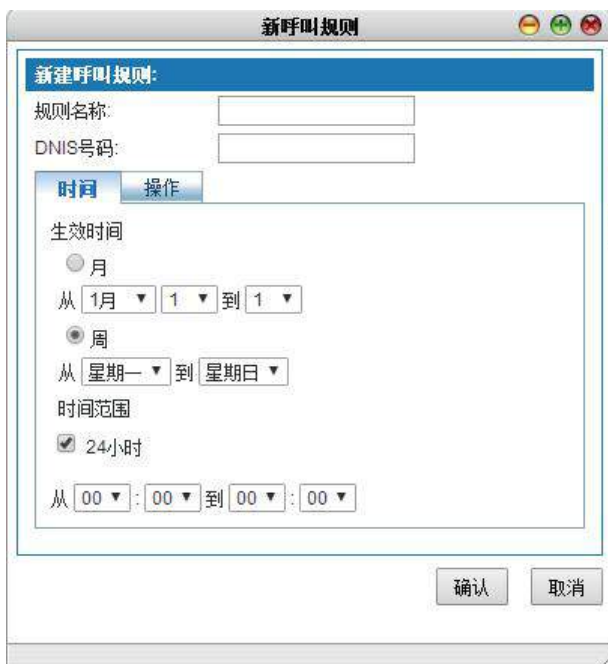 新呼叫规则
新建呼叫规则:
规则名称:
DNIS号码:
时间 操作
生效时间
月
从 1月 1 到 1
周
从 星期一 到 星期日
时间范围
24小时
从 00 : 00 到 00 : 00
确认 取消